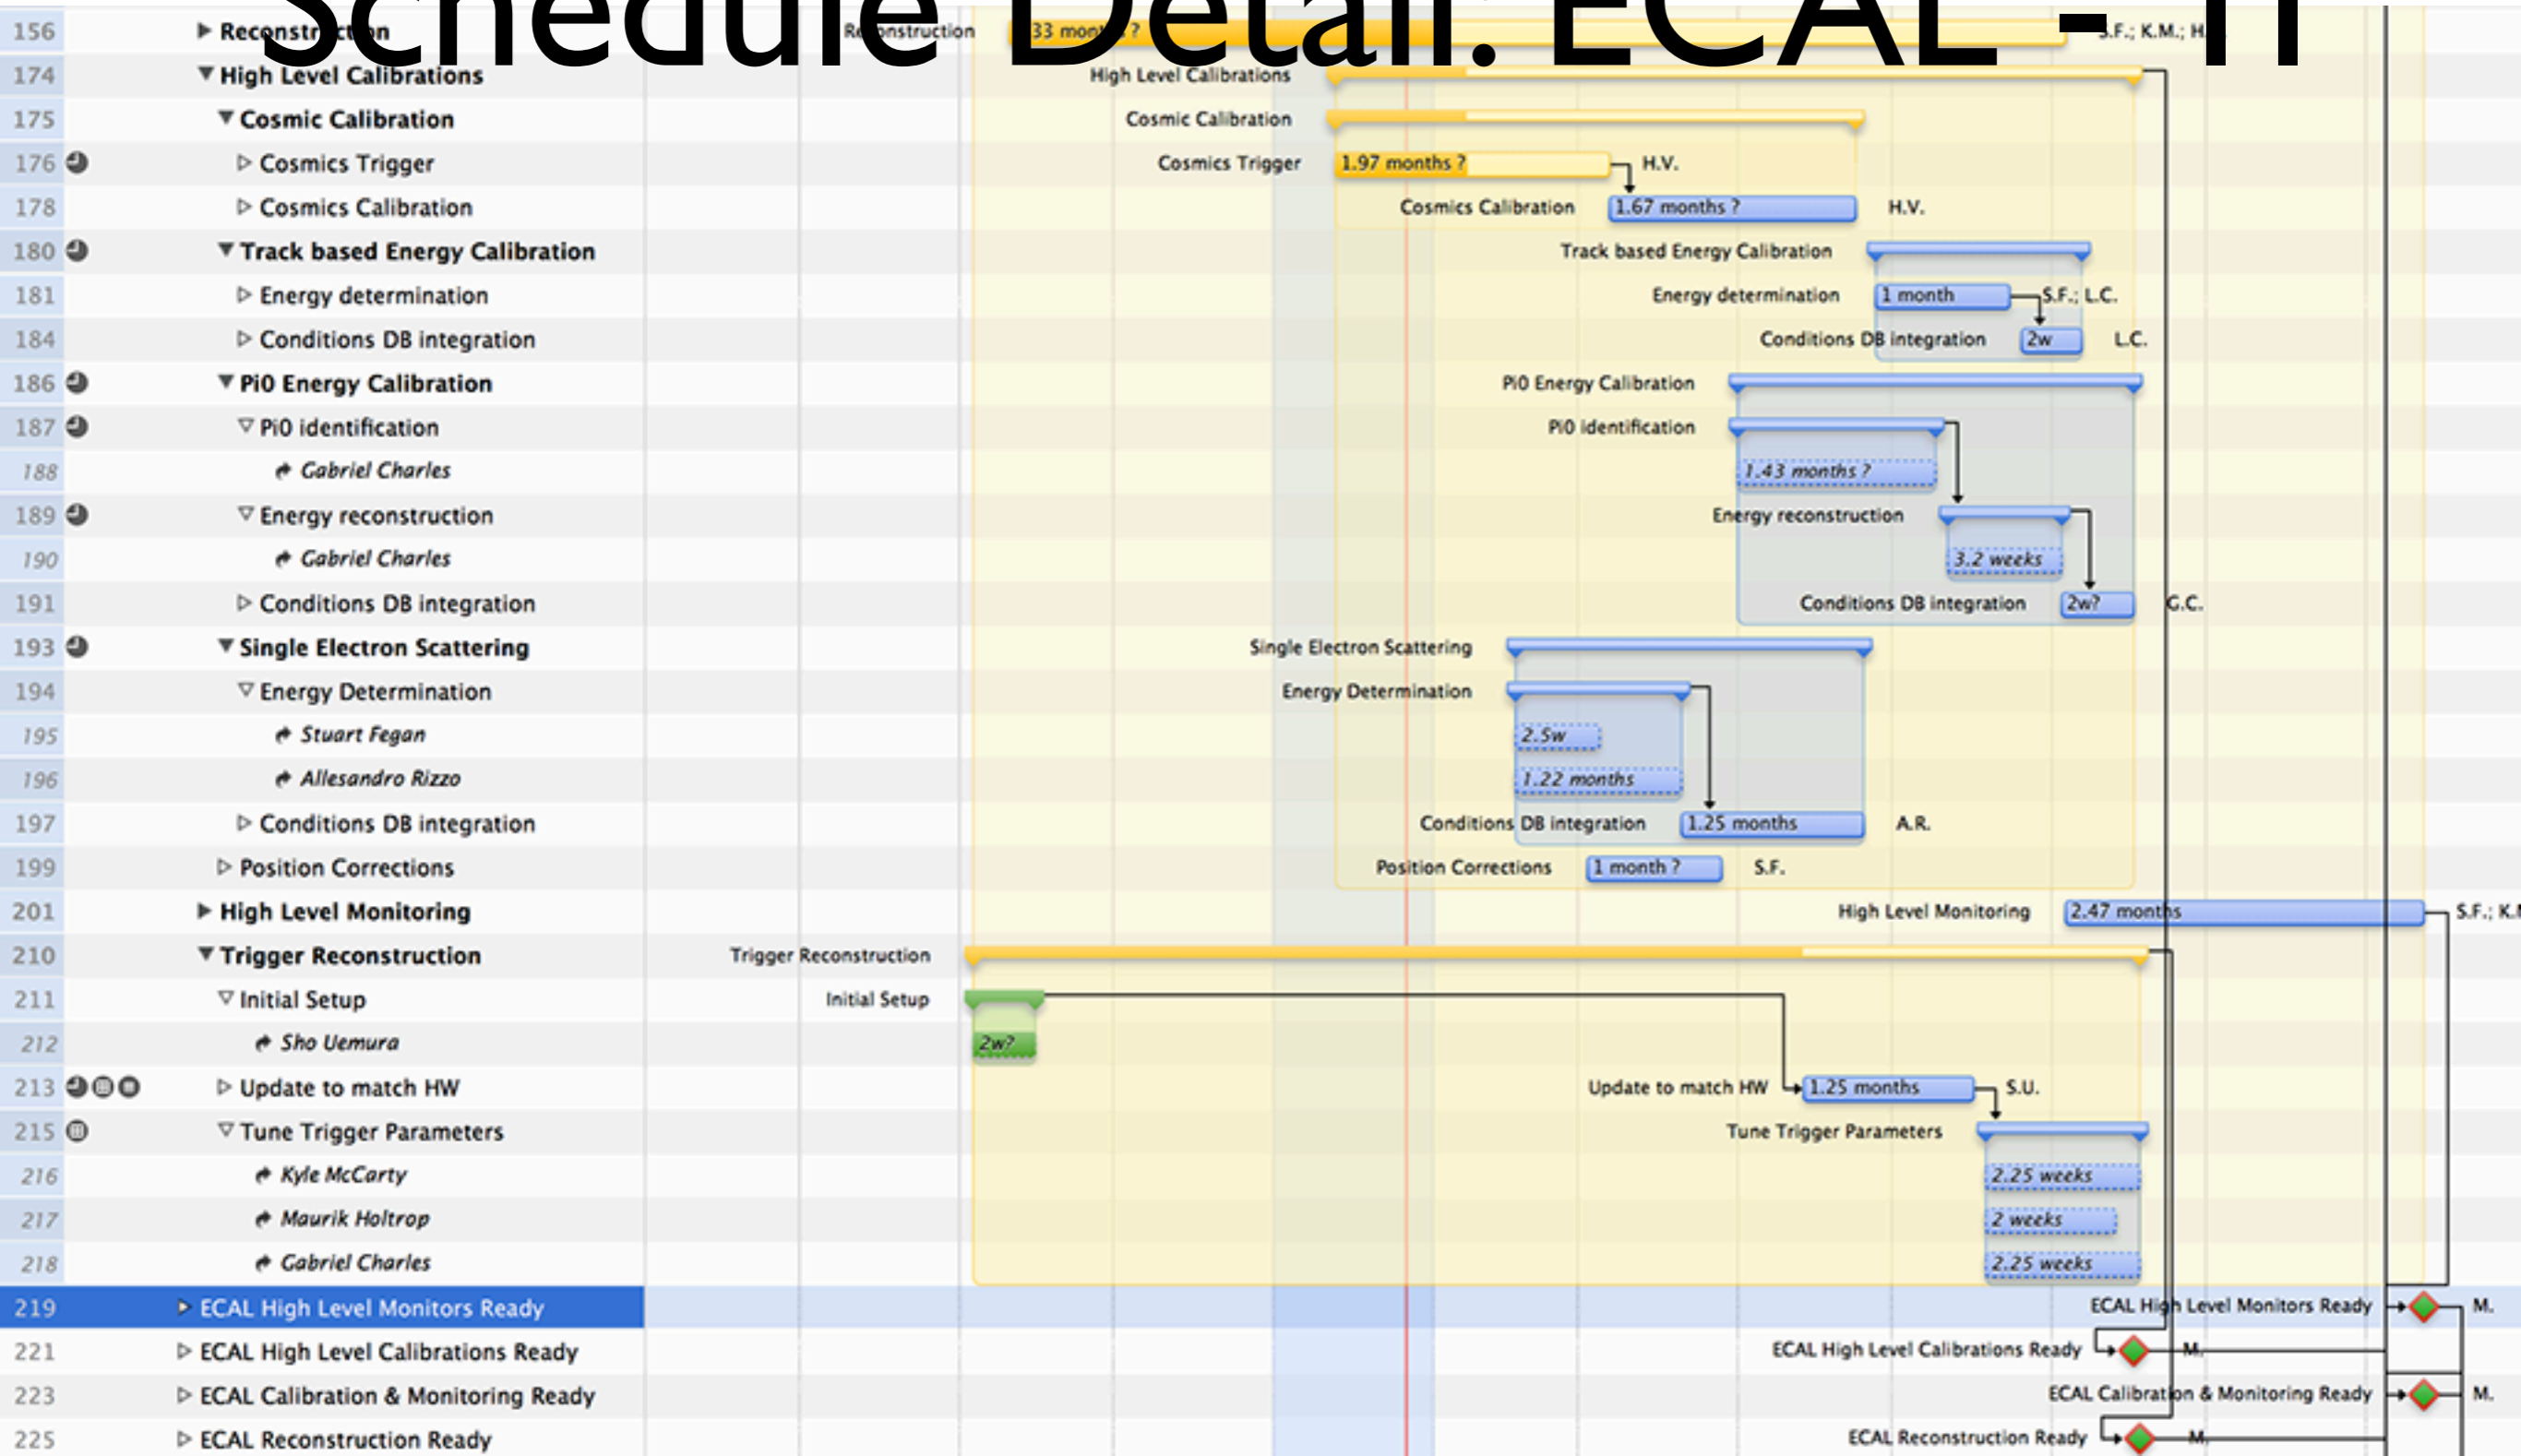 Schedule Detail: ECAL - II
156 Reconstruction Reconstruction 33 months ? S.F.; K.M.; H.
174 High Level Calibrations High Level Calibrations
175 Cosmic Calibration Cosmic Calibration
176 Cosmics Trigger Cosmics Trigger 1.97 months ? H.V.
178 Cosmics Calibration Cosmics Calibration 1.67 months ? H.V.
180 Track based Energy Calibration Track based Energy Calibration
181 Energy determination Energy determination 1 month S.F.; L.C.
184 Conditions DB integration Conditions DB integration 2w L.C.
186 Pi0 Energy Calibration Pi0 Energy Calibration
187 Pi0 identification Pi0 identification
188 Gabriel Charles 1.43 months ?
189 Energy reconstruction Energy reconstruction
190 Gabriel Charles 3.2 weeks
191 Conditions DB integration Conditions DB integration 2w? G.C.
193 Single Electron Scattering Single Electron Scattering
194 Energy Determination Energy Determination
195 Stuart Fegan 2.5w
196 Allesandro Rizzo 1.22 months
197 Conditions DB integration Conditions DB integration 1.25 months A.R.
199 Position Corrections Position Corrections 1 month ? S.F.
201 High Level Monitoring High Level Monitoring 2.47 months S.F.; K.
210 Trigger Reconstruction Trigger Reconstruction
211 Initial Setup Initial Setup
212 Sho Uemura 2w?
213 Update to match HW Update to match HW 1.25 months S.U.
215 Tune Trigger Parameters Tune Trigger Parameters
216 Kyle McCarty 2.25 weeks
217 Maurik Holtrop 2 weeks
218 Gabriel Charles 2.25 weeks
219 ECAL High Level Monitors Ready ECAL High Level Monitors Ready M.
221 ECAL High Level Calibrations Ready ECAL High Level Calibrations Ready M.
223 ECAL Calibration & Monitoring Ready ECAL Calibration & Monitoring Ready M.
225 ECAL Reconstruction Ready ECAL Reconstruction Ready M.